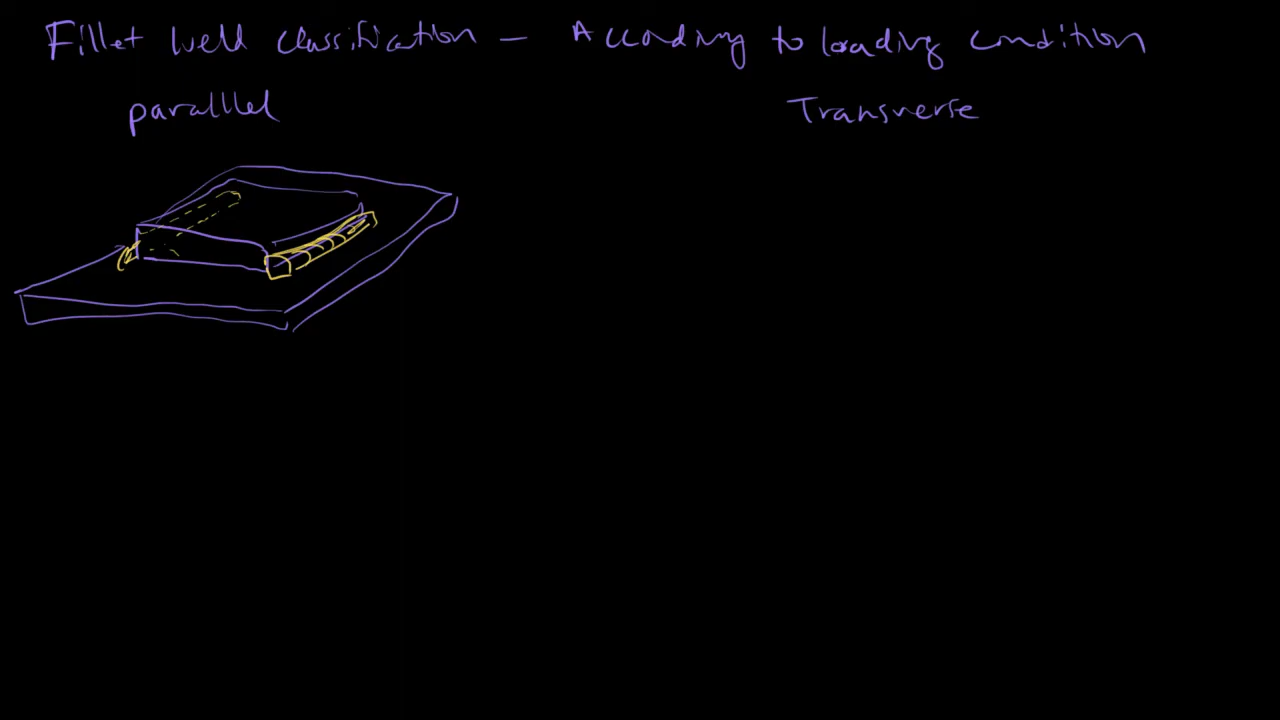 Fillet weld classification - According to loading condition
parallel Transverse